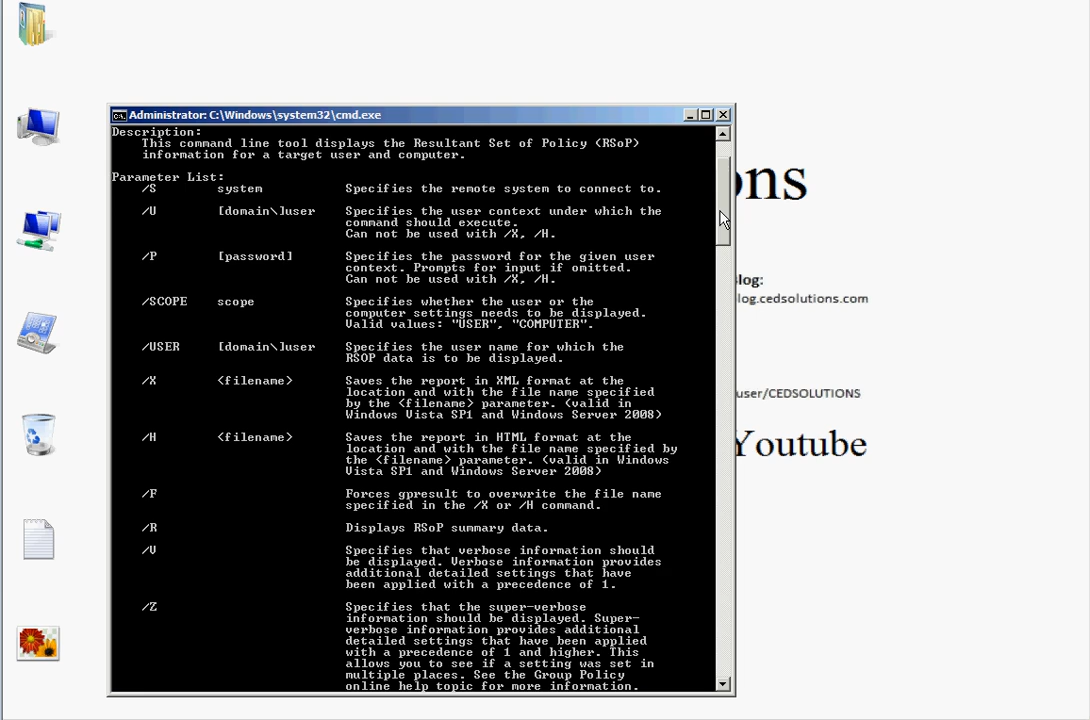 Administrator: C:\Windows\system32\cmd.exe
Description:
This command line tool displays the Resultant Set of Policy (RSoP)
information for a target user and computer.
Parameter List:
/S system Specifies the remote system to connect to.
/U [domain\]user Specifies the user context under which the
command should execute.
Can not be used with /X, /H.
/P [password] Specifies the password for the given user
context. Prompts for input if omitted.
Can not be used with /X, /H.
/SCOPE scope Specifies whether the user or the
computer settings needs to be displayed.
Valid values: "USER", "COMPUTER".
/USER [domain\]user Specifies the user name for which the
RSOP data is to be displayed.
/X <filename> Saves the report in XML format at the
location and with the file name specified
by the <filename> parameter. (valid in
Windows Vista SP1 and Windows Server 2008)
/H <filename> Saves the report in HTML format at the
location and with the file name specified by
the <filename> parameter. (valid in Windows
Vista SP1 and Windows Server 2008)
/F Forces gpresult to overwrite the file name
specified in the /X or /H command.
/R Displays RSoP summary data.
/V Specifies that verbose information should
be displayed. Verbose information provides
additional detailed settings that have
been applied with a precedence of 1.
/Z Specifies that the super-verbose
information should be displayed. Super-
verbose information provides additional
detailed settings that have been applied
with a precedence of 1 and higher. This
allows you to see if a setting was set in
multiple places. See the Group Policy
online help topic for more information.
ons
log:
log.cedsolutions.com
user/CEDSOLUTIONS
Youtube